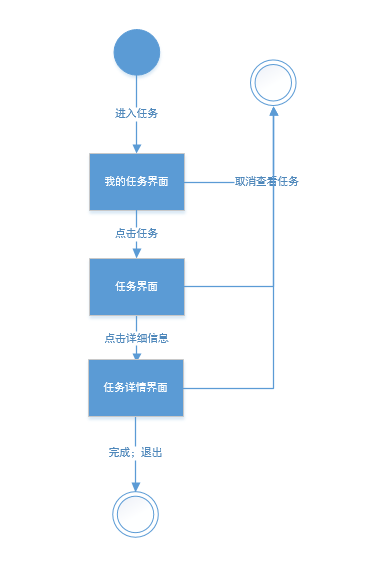 进入任务
我的任务界面
取消查看任务
点击任务
任务界面
点击详细信息
任务详情界面
完成；退出